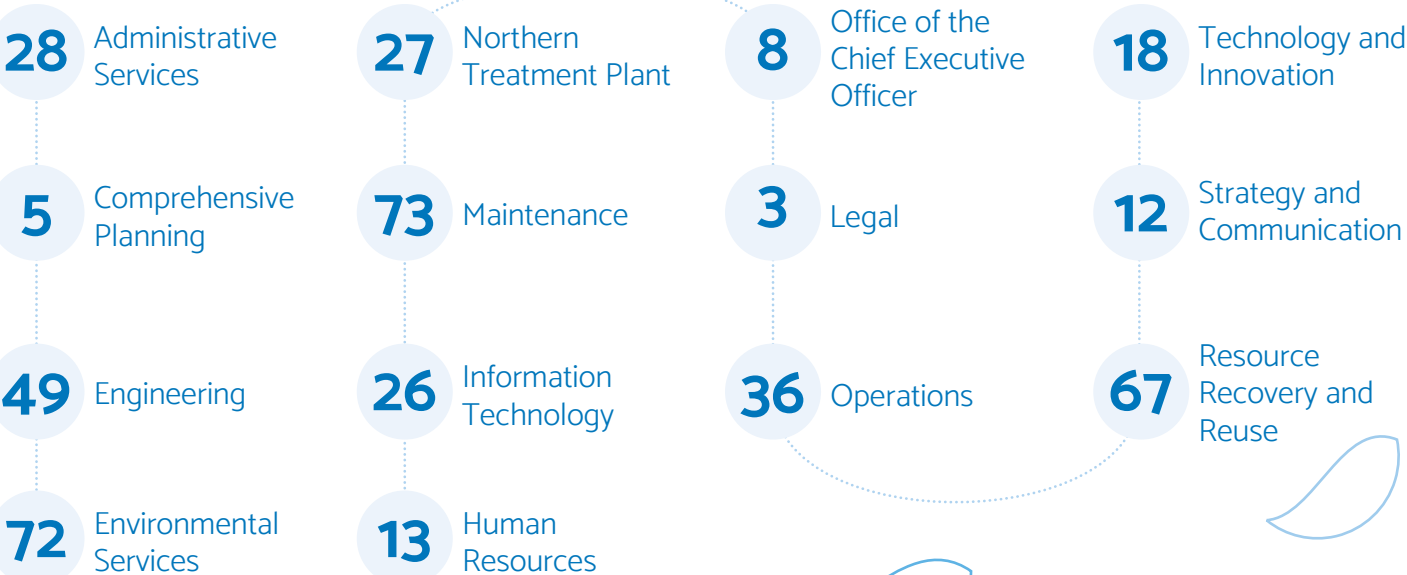 28
Administrative
Services
5
Comprehensive
Planning
49
Engineering
72
Environmental
Services
27
Northern
Treatment Plant
73
Maintenance
26
Information
Technology
13
Human
Resources
8
Office of the
Chief Executive
Officer
3
Legal
36
Operations
18
Technology and
Innovation
12
Strategy and
Communication
67
Resource
Recovery and
Reuse